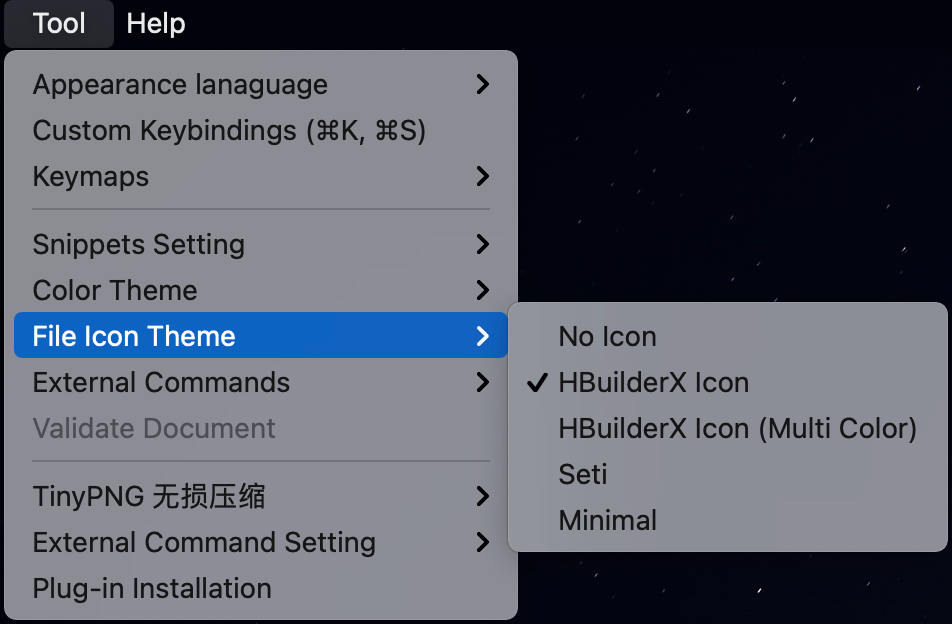 Tool Help
Appearance lanaguage
Custom Keybindings (⌘K, ⌘S)
Keymaps
Snippets Setting
Color Theme
File Icon Theme
External Commands
Validate Document
TinyPNG 无损压缩
External Command Setting
Plug-in Installation
No Icon
HBuilderX Icon
HBuilderX Icon (Multi Color)
Seti
Minimal